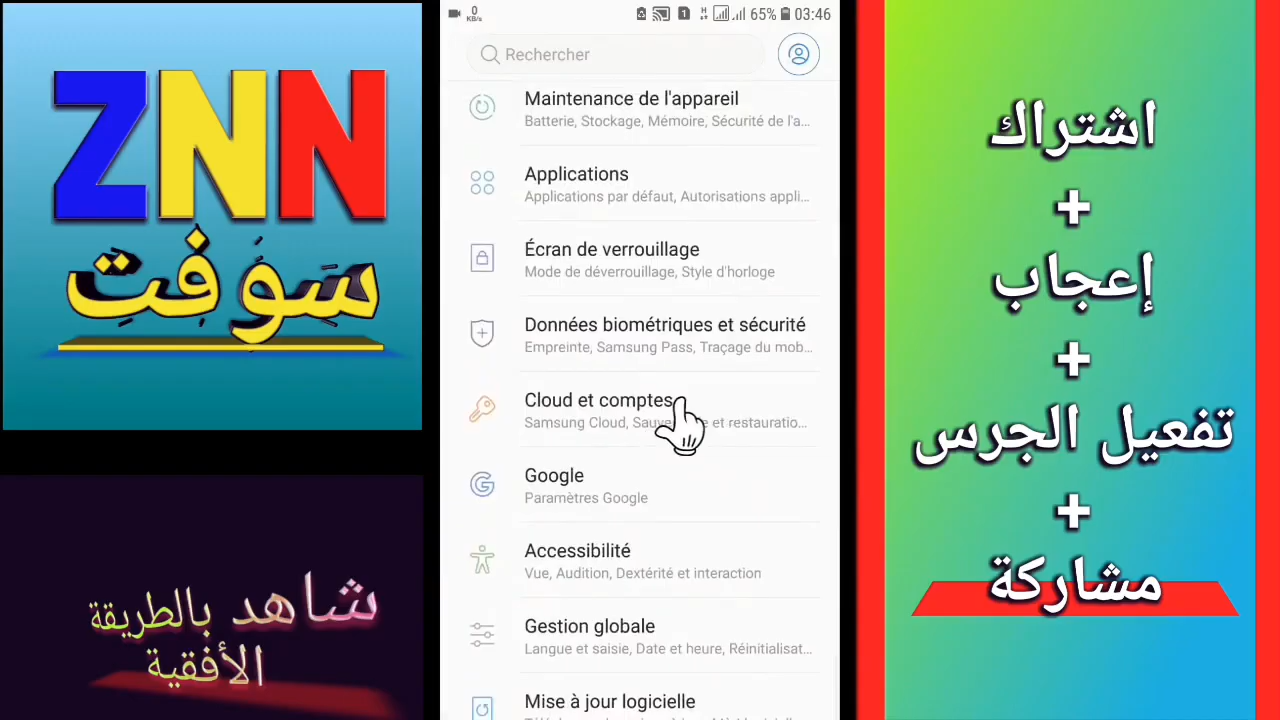 ZNN
سَوَفِتِ
شاهد بالطريقة
الأفقية
0
KB/s
1
65%
03:46
Rechercher
Maintenance de l'appareil
Batterie, Stockage, Mémoire, Sécurité de l'a...
Applications
Applications par défaut, Autorisations appli...
Écran de verrouillage
Mode de déverrouillage, Style d'horloge
Données biométriques et sécurité
Empreinte, Samsung Pass, Traçage du mob...
Cloud et comptes
Samsung Cloud, et restauratio...
Google
Paramètres Google
Accessibilité
Vue, Audition, Dextérité et interaction
Gestion globale
Langue et saisie, Date et heure, Réinitialisat...
Mise à jour logicielle
اشتراك
+
إعجاب
+
تفعيل الجرس
+
مشاركة